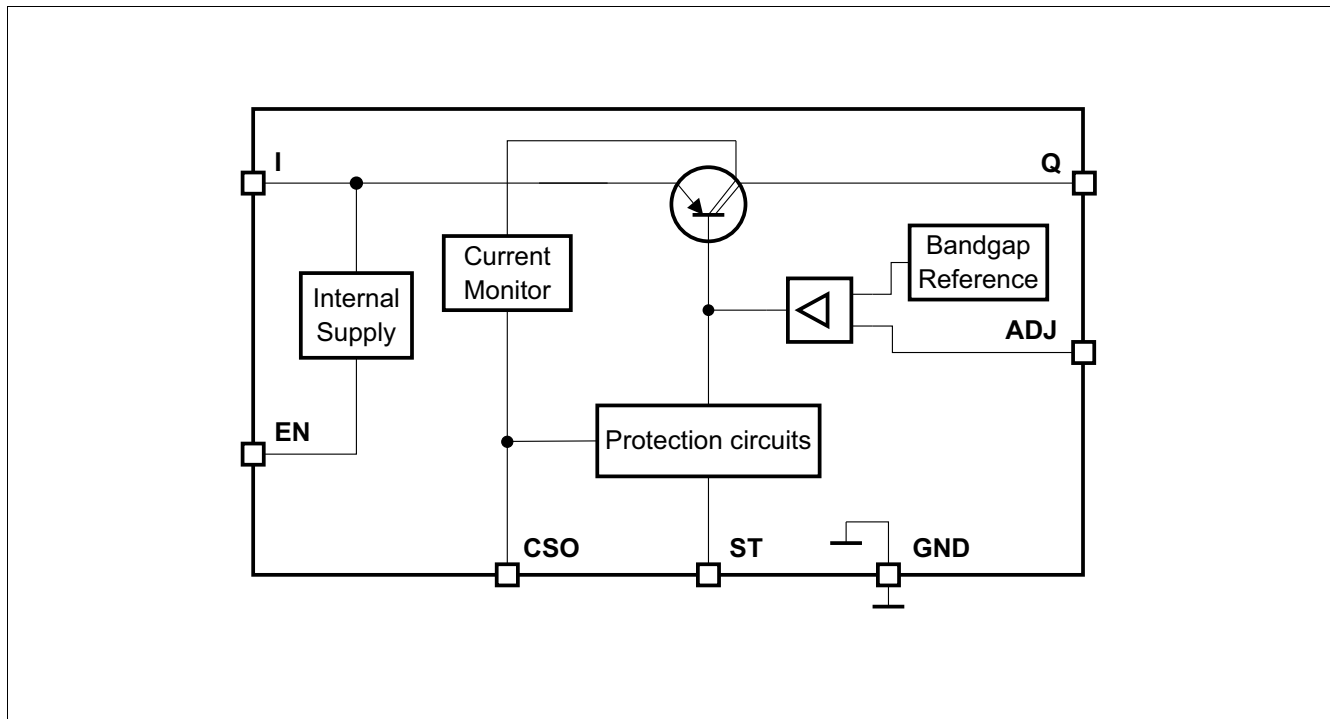 I
Q
Current
Monitor
Bandgap
Reference
Internal
Supply
ADJ
EN
Protection circuits
CSO
ST
GND